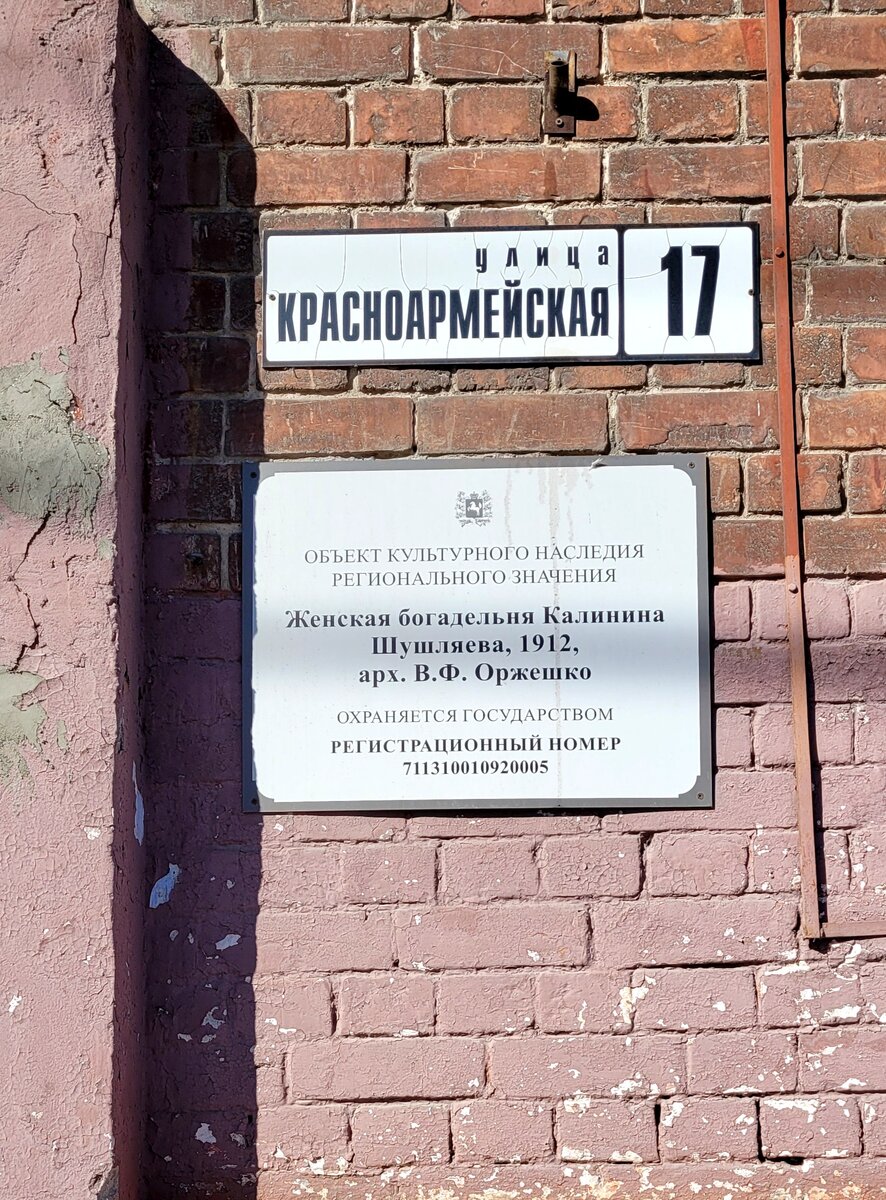 улица
КРАСНОАРМЕЙСКАЯ
17
ОБЪЕКТ КУЛЬТУРНОГО НАСЛЕДИЯ
РЕГИОНАЛЬНОГО ЗНАЧЕНИЯ
Женская богадельня Калинина
Шушляева, 1912,
арх. В.Ф. Оржешко
ОХРАНЯЕТСЯ ГОСУДАРСТВОМ
РЕГИСТРАЦИОННЫЙ НОМЕР
711310010920005